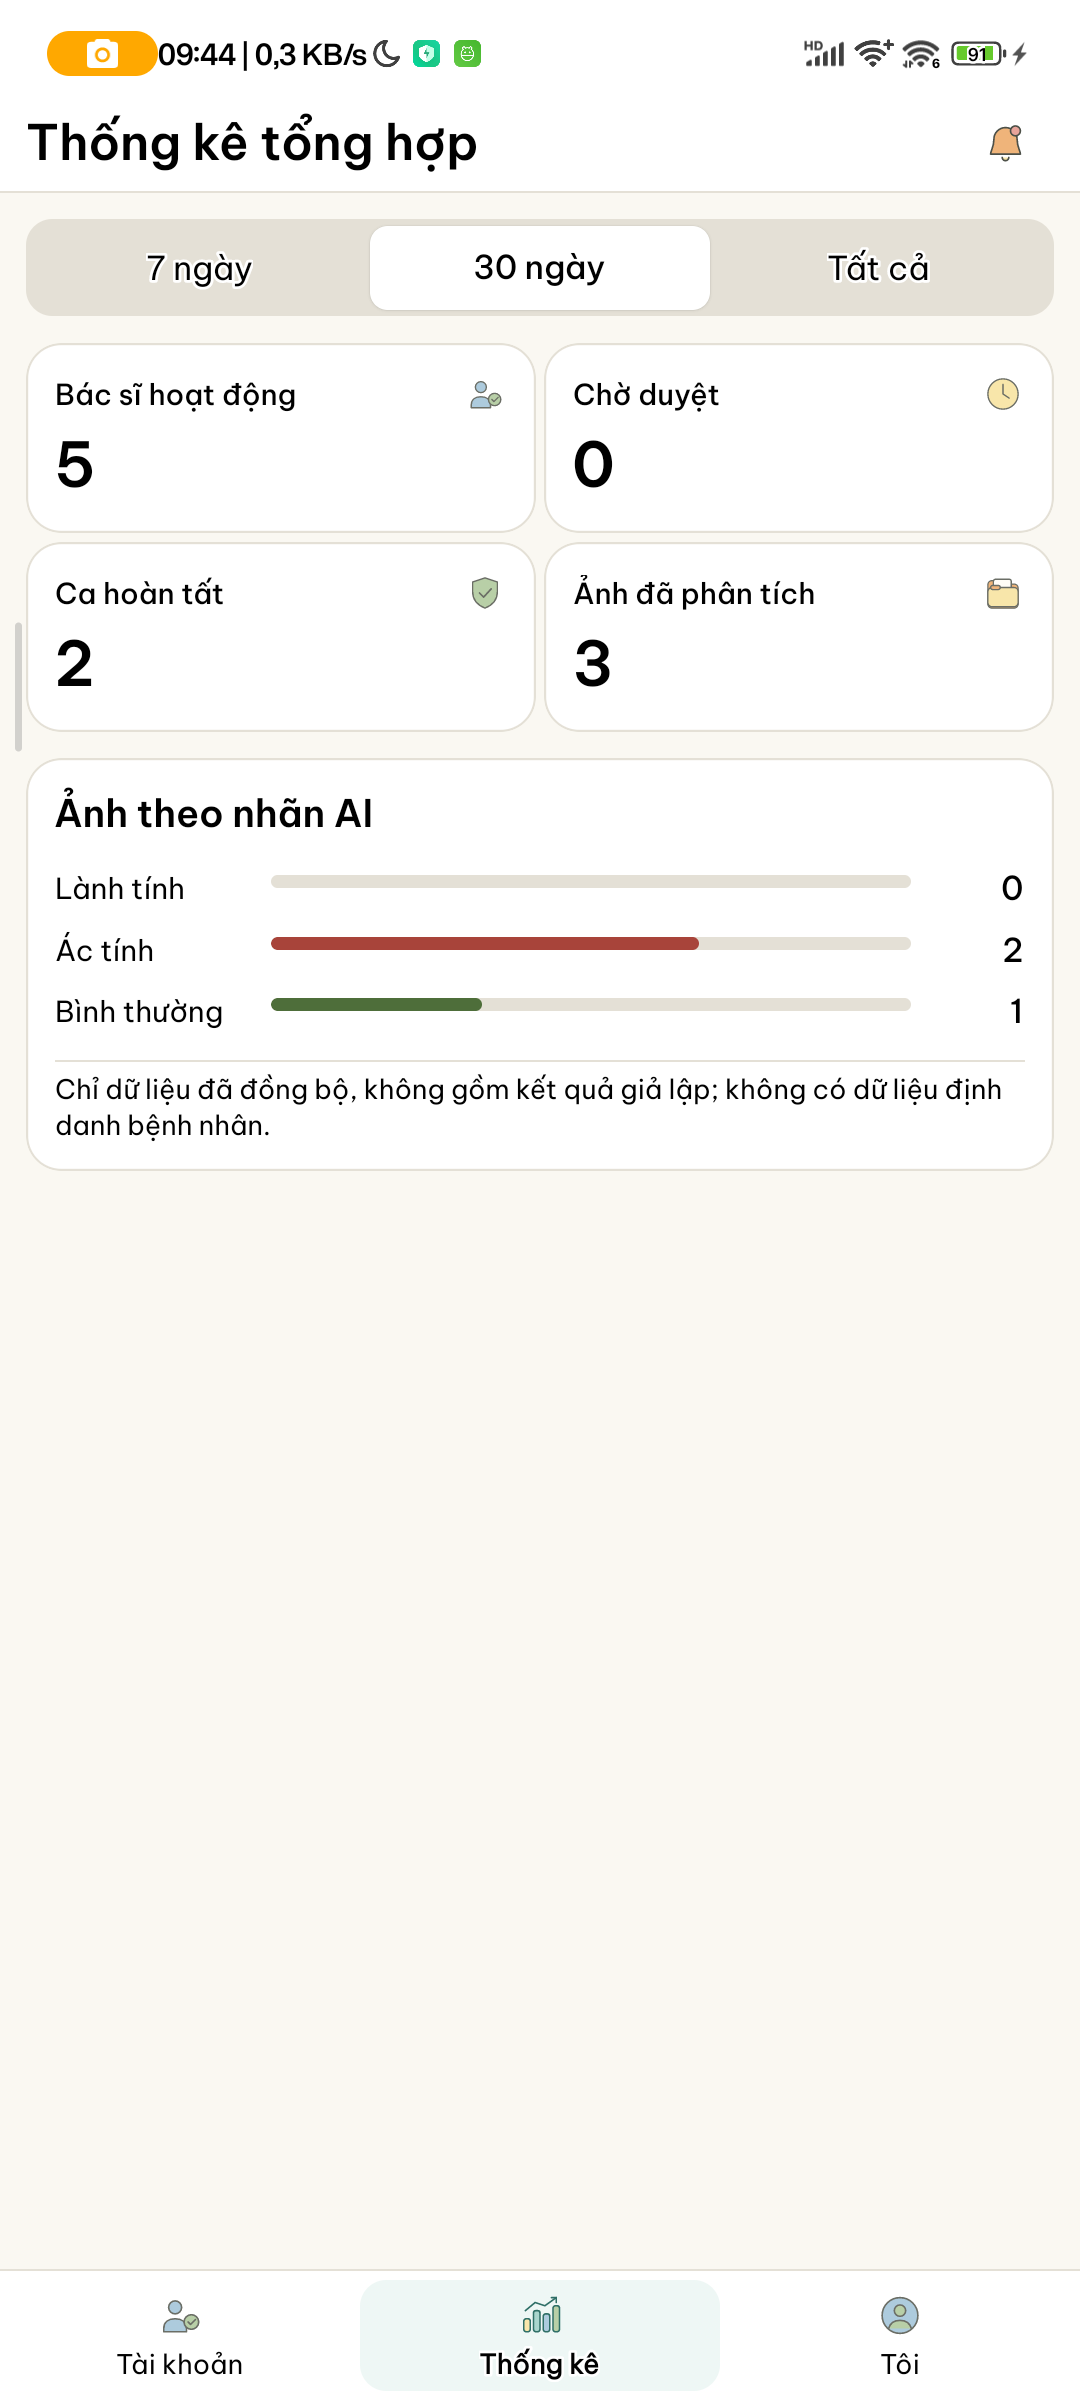 09:44 | 0,3 KB/s
HD
6
91
Thống kê tổng hợp
7 ngày
30 ngày
Tất cả
Bác sĩ hoạt động
5
Chờ duyệt
0
Ca hoàn tất
2
Ảnh đã phân tích
3
Ảnh theo nhãn AI
Lành tính 0
Ác tính 2
Bình thường 1
Chỉ dữ liệu đã đồng bộ, không gồm kết quả giả lập; không có dữ liệu định
danh bệnh nhân.
Tài khoản
Thống kê
Tôi